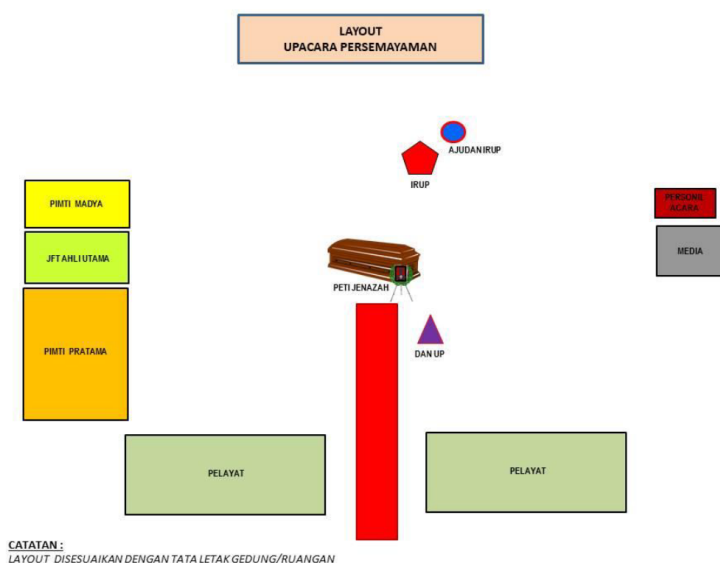 LAYOUT
UPACARA PERSEMAYAMAN
AJUDAN IRUP
IRUP
PIMTI MADYA
PERSONIL
ACARA
JFT AHLI UTAMA
MEDIA
PETI JENAZAH
PIMTI PRATAMA
DAN UP
PELAYAT
PELAYAT
CATATAN :
LAYOUT DISESUAIKAN DENGAN TATA LETAK GEDUNG/RUANGAN